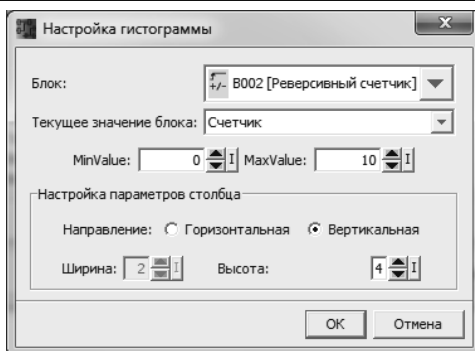 Настройка гистограммы
Блок: +/- B002 [Реверсивный счетчик]
Текущее значение блока: Счетчик
MinValue: 0 MaxValue: 10
Настройка параметров столбца
Направление: Горизонтальная Вертикальная
Ширина: 2 Высота: 4
OK Отмена